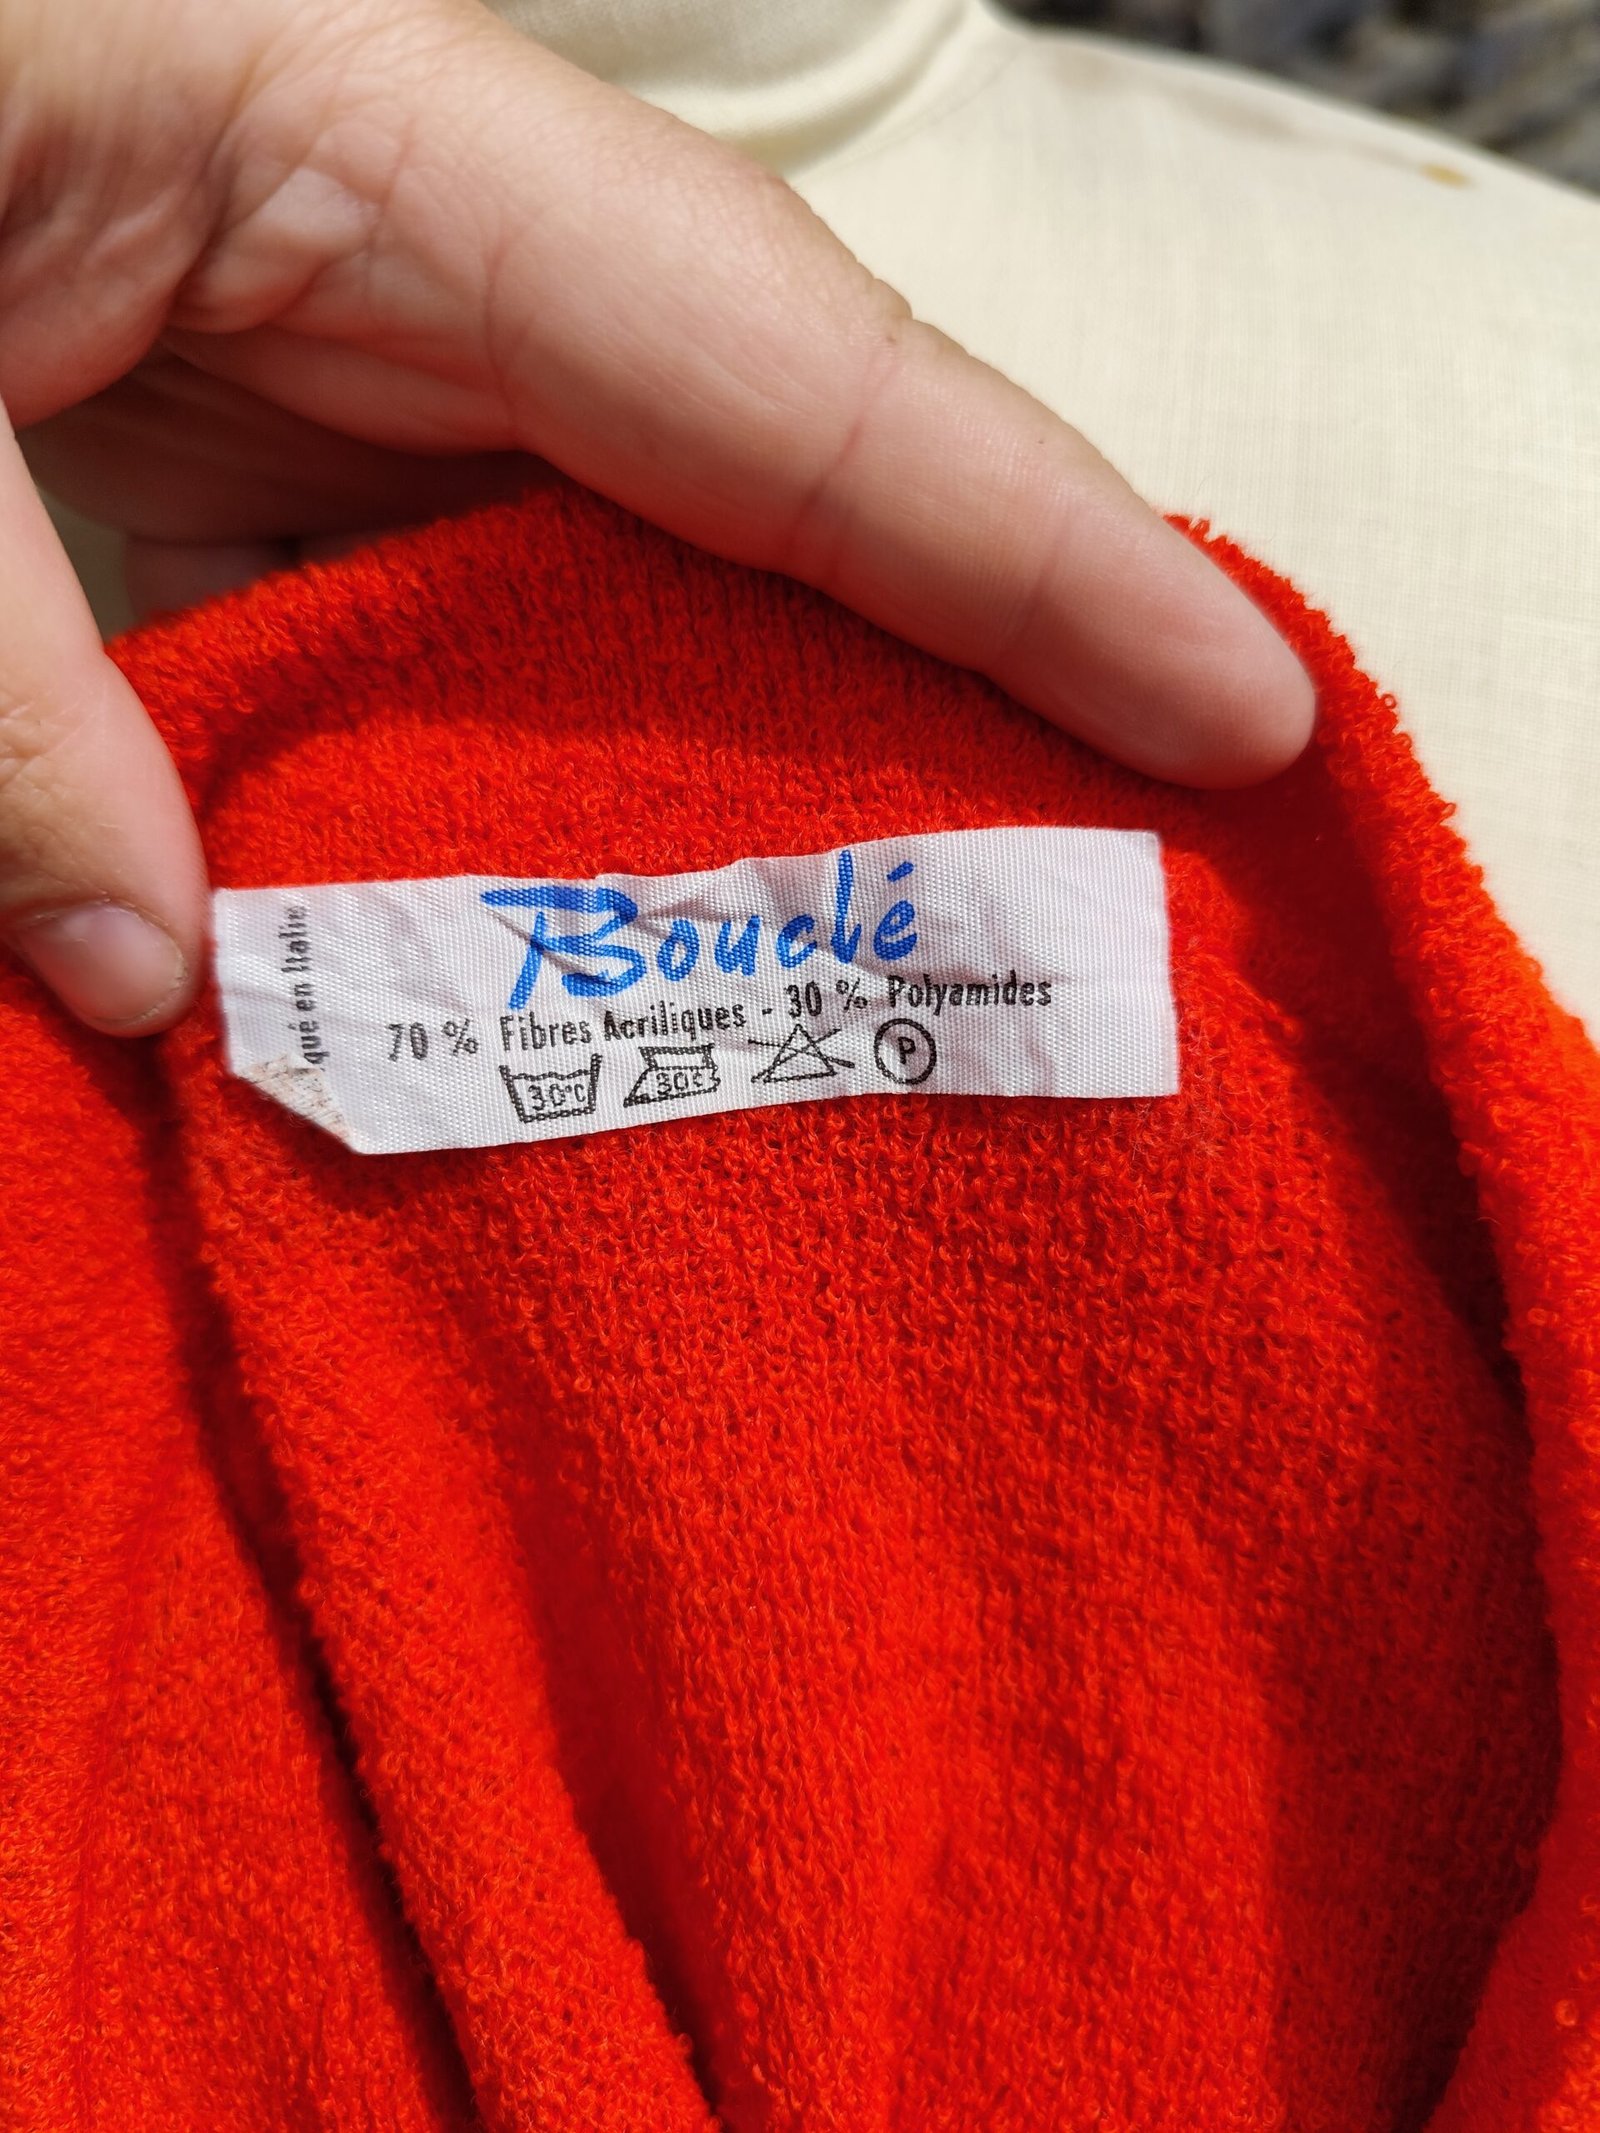 Bouclé
70 % Fibres Acriliques - 30 % Polyamides
30°C 30°C P
qué en Italie